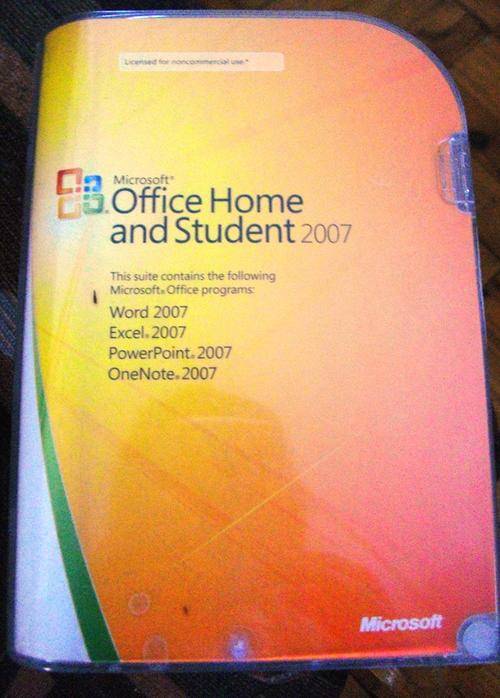 Licensed for noncommercial use.*
Microsoft®
Office Home
and Student 2007
This suite contains the following
Microsoft® Office programs:
Word 2007
Excel® 2007
PowerPoint® 2007
OneNote® 2007
Microsoft